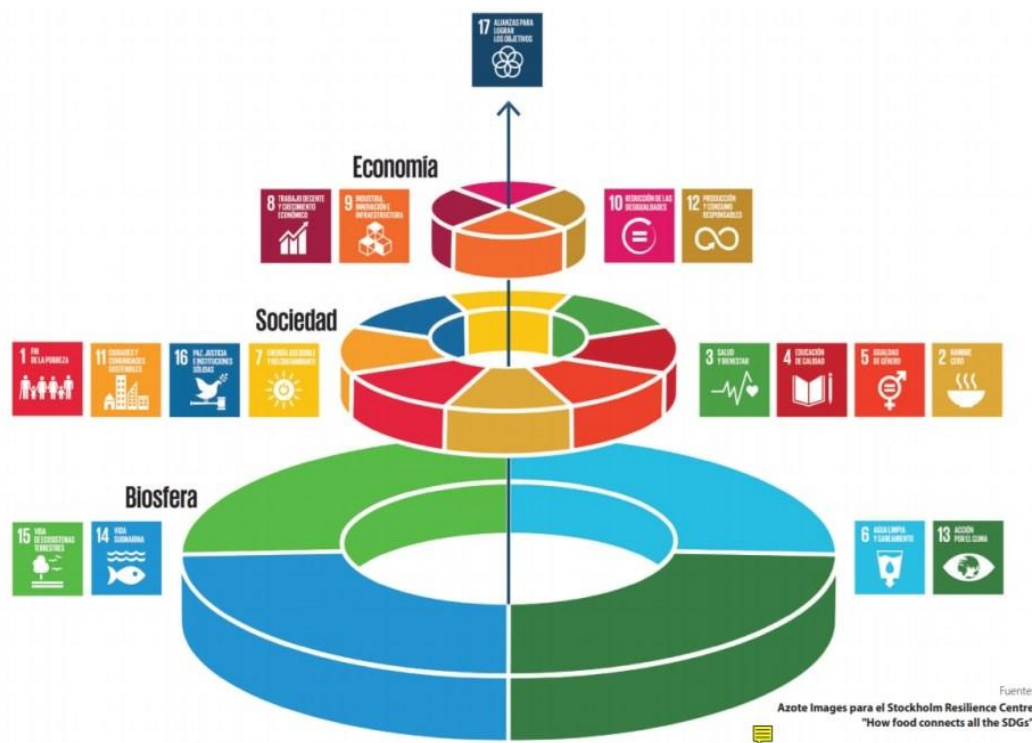 17 ALIANZAS PARA
LOGRAR
LOS OBJETIVOS
Economía
8 TRABAJO DECENTE
Y CRECIMIENTO
ECONÓMICO
9 INDUSTRIA,
INNOVACIÓN E
INFRAESTRUCTURA
10 REDUCCIÓN DE LAS
DESIGUALDADES
12 PRODUCCIÓN
Y CONSUMO
RESPONSABLES
Sociedad
1 FIN
DE LA POBREZA
11 CIUDADES Y
COMUNIDADES
SOSTENIBLES
16 PAZ, JUSTICIA
E INSTITUCIONES
SÓLIDAS
7 ENERGÍA ASEQUIBLE
Y NO CONTAMINANTE
3 SALUD
Y BIENESTAR
4 EDUCACIÓN
DE CALIDAD
5 IGUALDAD
DE GÉNERO
2 HAMBRE
CERO
Biosfera
15 VIDA
DE ECOSISTEMAS
TERRESTRES
14 VIDA
SUBMARINA
6 AGUA LIMPIA
Y SANEAMIENTO
13 ACCIÓN
POR EL CLIMA
Fuente
Azote Images para el Stockholm Resilience Centre
"How food connects all the SDGs"